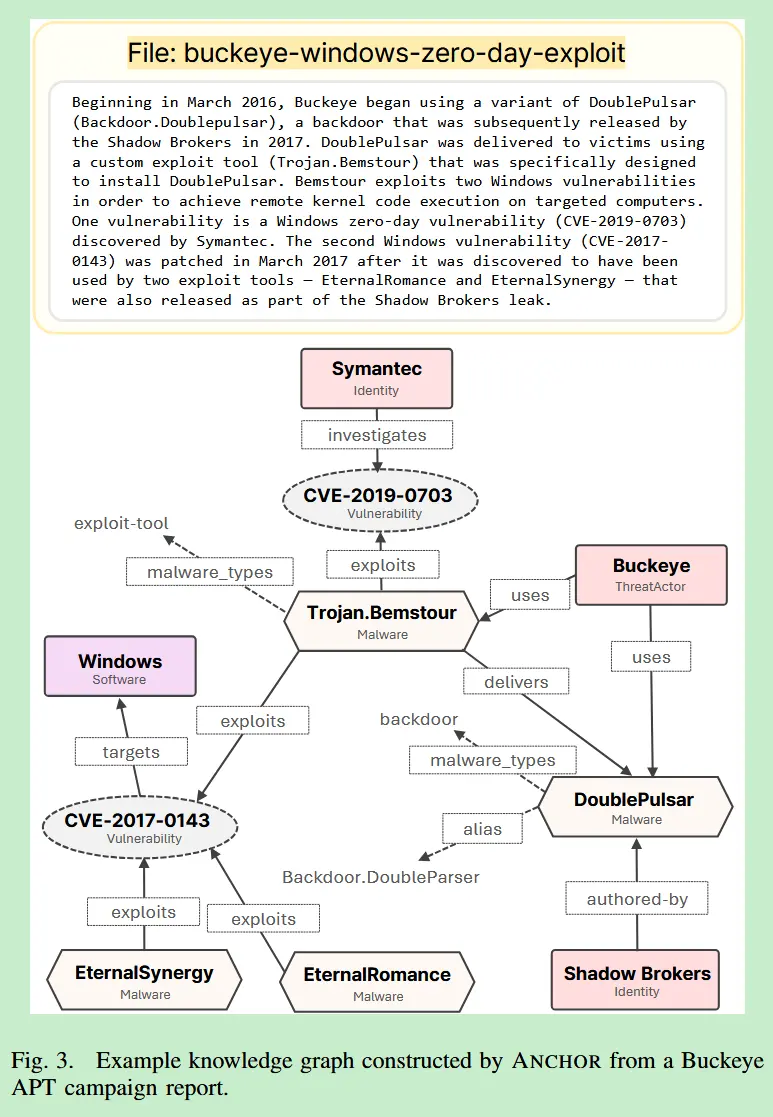 File: buckeye-windows-zero-day-exploit
Beginning in March 2016, Buckeye began using a variant of DoublePulsar
(Backdoor.Doublepulsar), a backdoor that was subsequently released by
the Shadow Brokers in 2017. DoublePulsar was delivered to victims using
a custom exploit tool (Trojan.Bemstour) that was specifically designed
to install DoublePulsar. Bemstour exploits two Windows vulnerabilities
in order to achieve remote kernel code execution on targeted computers.
One vulnerability is a Windows zero-day vulnerability (CVE-2019-0703)
discovered by Symantec. The second Windows vulnerability (CVE-2017-
0143) was patched in March 2017 after it was discovered to have been
used by two exploit tools — EternalRomance and EternalSynergy — that
were also released as part of the Shadow Brokers leak.
Symantec
Identity
investigates
CVE-2019-0703
Vulnerability
exploit-tool
malware_types
exploits
Buckeye
ThreatActor
uses
Trojan.Bemstour
Malware
uses
Windows
Software
delivers
exploits
backdoor
targets
malware_types
DoublePulsar
Malware
CVE-2017-0143
Vulnerability
alias
Backdoor.DoubleParser
exploits
exploits
authored-by
EternalSynergy
Malware
EternalRomance
Malware
Shadow Brokers
Identity
Fig. 3. Example knowledge graph constructed by ANCHOR from a Buckeye
APT campaign report.